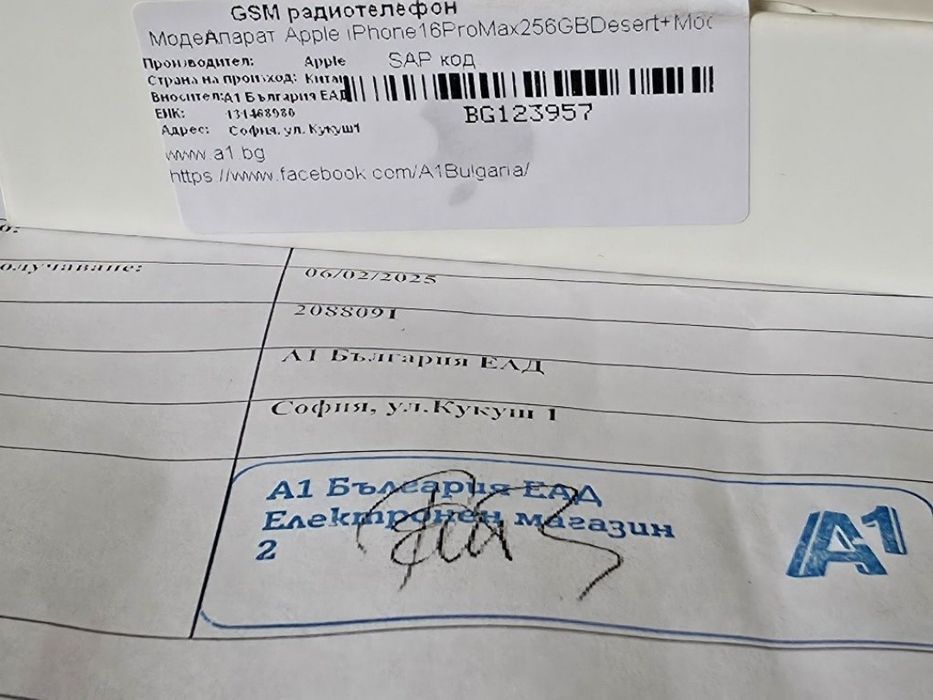 GSM радиотелефон
МодеАпарат Apple iPhone16ProMax256GBDesert+Мос
Производител: Apple SAP код
Страна на произход: Китай
Вносител:А1 България ЕАД
ЕИК: 131468980
BG123957
Адрес: София, ул. Кукуш1
www.a1.bg
https://www.facebook.com/A1Bulgaria/
о:
олучаване: 06/02/2025
2088091
А1 България ЕАД
София, ул.Кукуш 1
А1 България ЕАД
Електронен магазин
2
A1